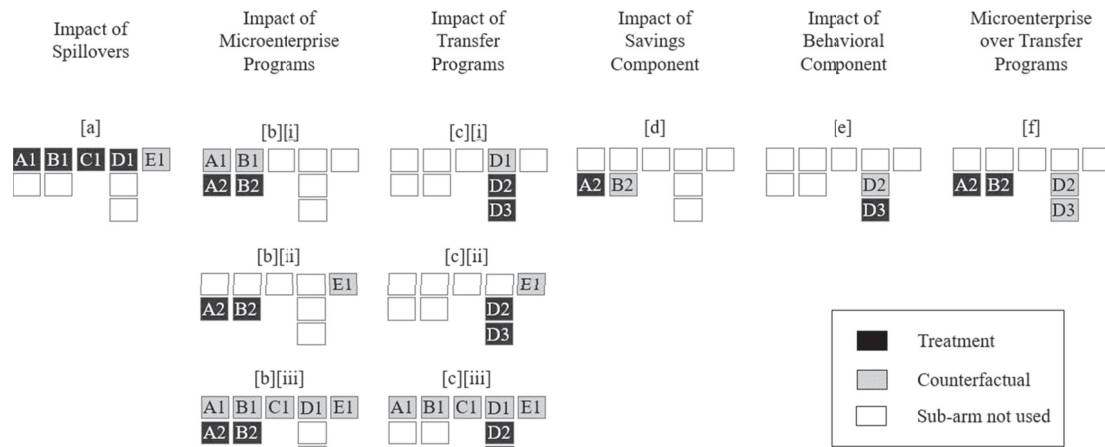 Impact of
Spillovers
Impact of
Microenterprise
Programs
Impact of
Transfer
Programs
Impact of
Savings
Component
Impact of
Behavioral
Component
Microenterprise
over Transfer
Programs
[a]
A1 B1 C1 D1 E1
[b][i]
A1 B1
A2 B2
[c][i]
D1
D2
D3
[d]
A2 B2
[e]
D2
D3
[f]
A2 B2 D2
D3
[b][ii]
E1
A2 B2
[c][ii]
E1
D2
D3
[b][iii]
A1 B1 C1 D1 E1
A2 B2
[c][iii]
A1 B1 C1 D1 E1
D2
Treatment
Counterfactual
Sub-arm not used